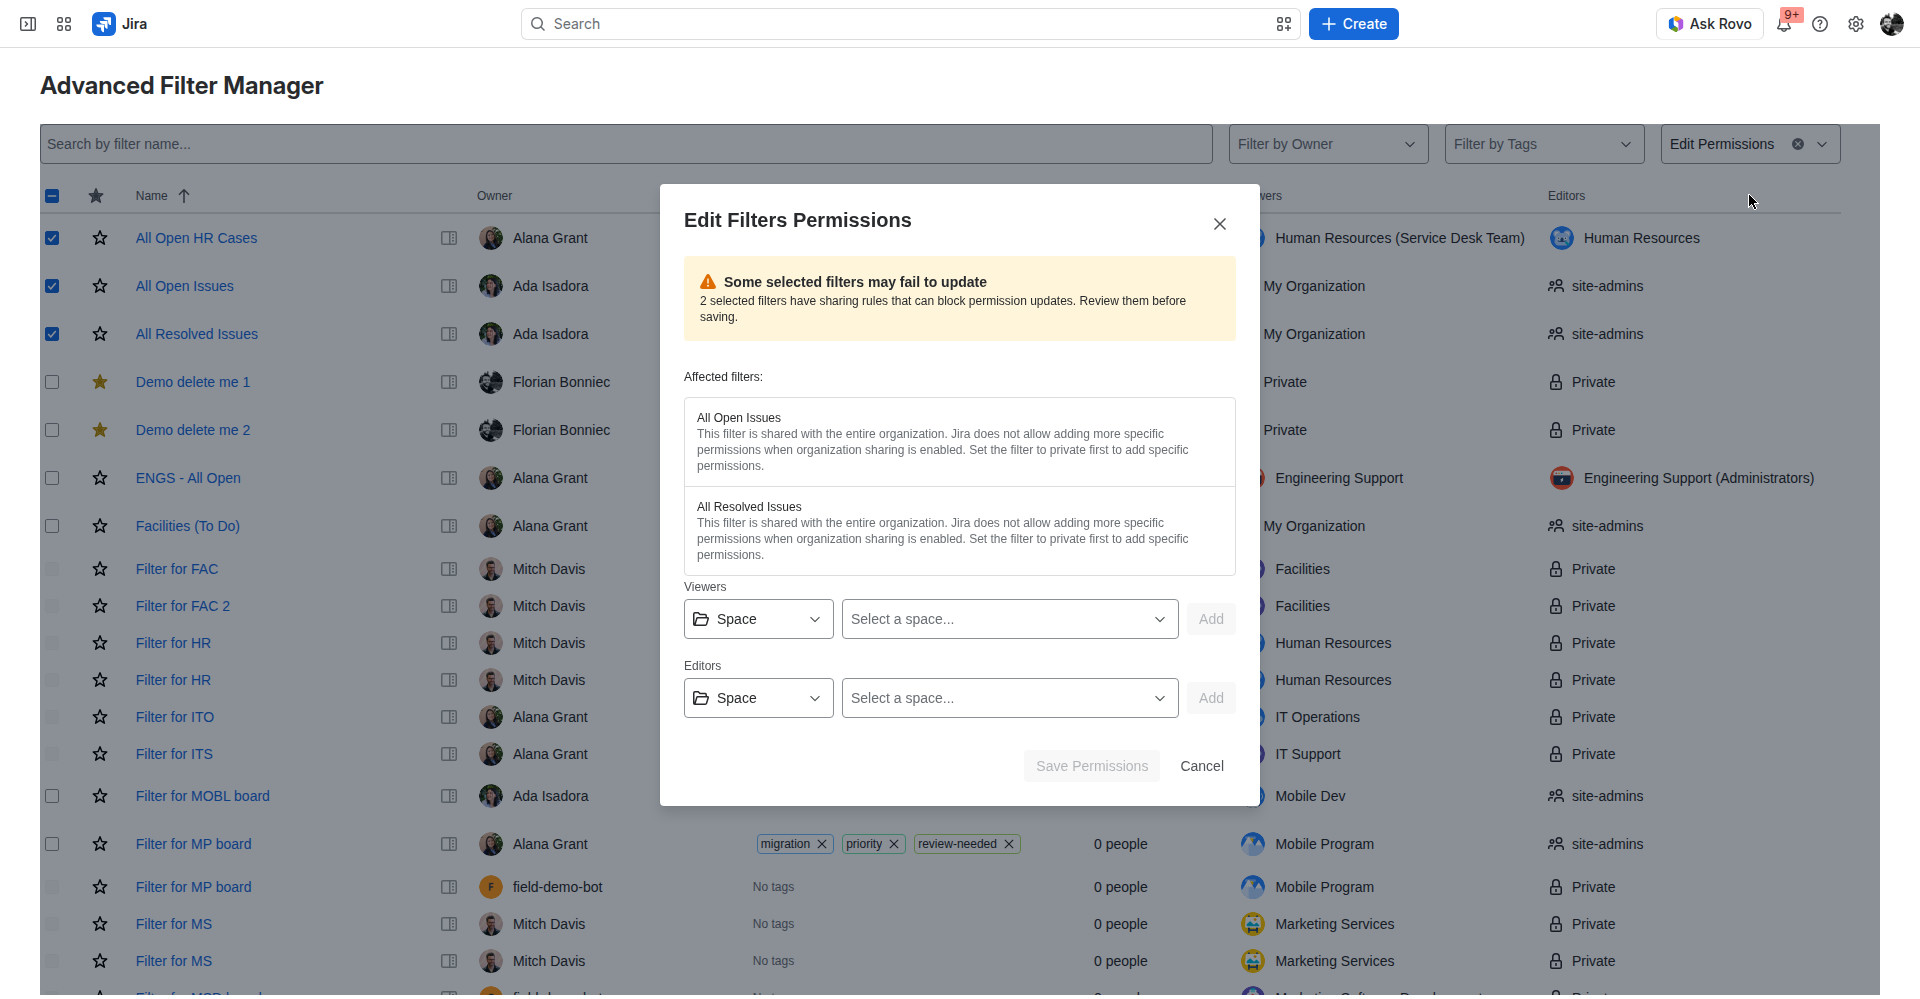 Jira
Search
Create
Ask Rovo
9+
Advanced Filter Manager
Search by filter name...
Filter by Owner
Filter by Tags
Edit Permissions
Name
Owner
Editors
All Open HR Cases
Alana Grant
Human Resources (Service Desk Team)
Human Resources
All Open Issues
Ada Isadora
My Organization
site-admins
All Resolved Issues
Ada Isadora
My Organization
site-admins
Demo delete me 1
Florian Bonniec
Private
Private
Demo delete me 2
Florian Bonniec
Private
Private
ENGS - All Open
Alana Grant
Engineering Support
Engineering Support (Administrators)
Facilities (To Do)
Alana Grant
My Organization
site-admins
Filter for FAC
Mitch Davis
Facilities
Private
Filter for FAC 2
Mitch Davis
Facilities
Private
Filter for HR
Mitch Davis
Human Resources
Private
Filter for HR
Mitch Davis
Human Resources
Private
Filter for ITO
Alana Grant
IT Operations
Private
Filter for ITS
Alana Grant
IT Support
Private
Filter for MOBL board
Ada Isadora
Mobile Dev
site-admins
Filter for MP board
Alana Grant
migration
priority
review-needed
0 people
Mobile Program
site-admins
Filter for MP board
F
field-demo-bot
No tags
0 people
Mobile Program
Private
Filter for MS
Mitch Davis
No tags
0 people
Marketing Services
Private
Filter for MS
Mitch Davis
No tags
0 people
Marketing Services
Private
Edit Filters Permissions
Some selected filters may fail to update
2 selected filters have sharing rules that can block permission updates. Review them before
saving.
Affected filters:
All Open Issues
This filter is shared with the entire organization. Jira does not allow adding more specific
permissions when organization sharing is enabled. Set the filter to private first to add specific
permissions.
All Resolved Issues
This filter is shared with the entire organization. Jira does not allow adding more specific
permissions when organization sharing is enabled. Set the filter to private first to add specific
permissions.
Viewers
Space
Select a space...
Add
Editors
Space
Select a space...
Add
Save Permissions
Cancel